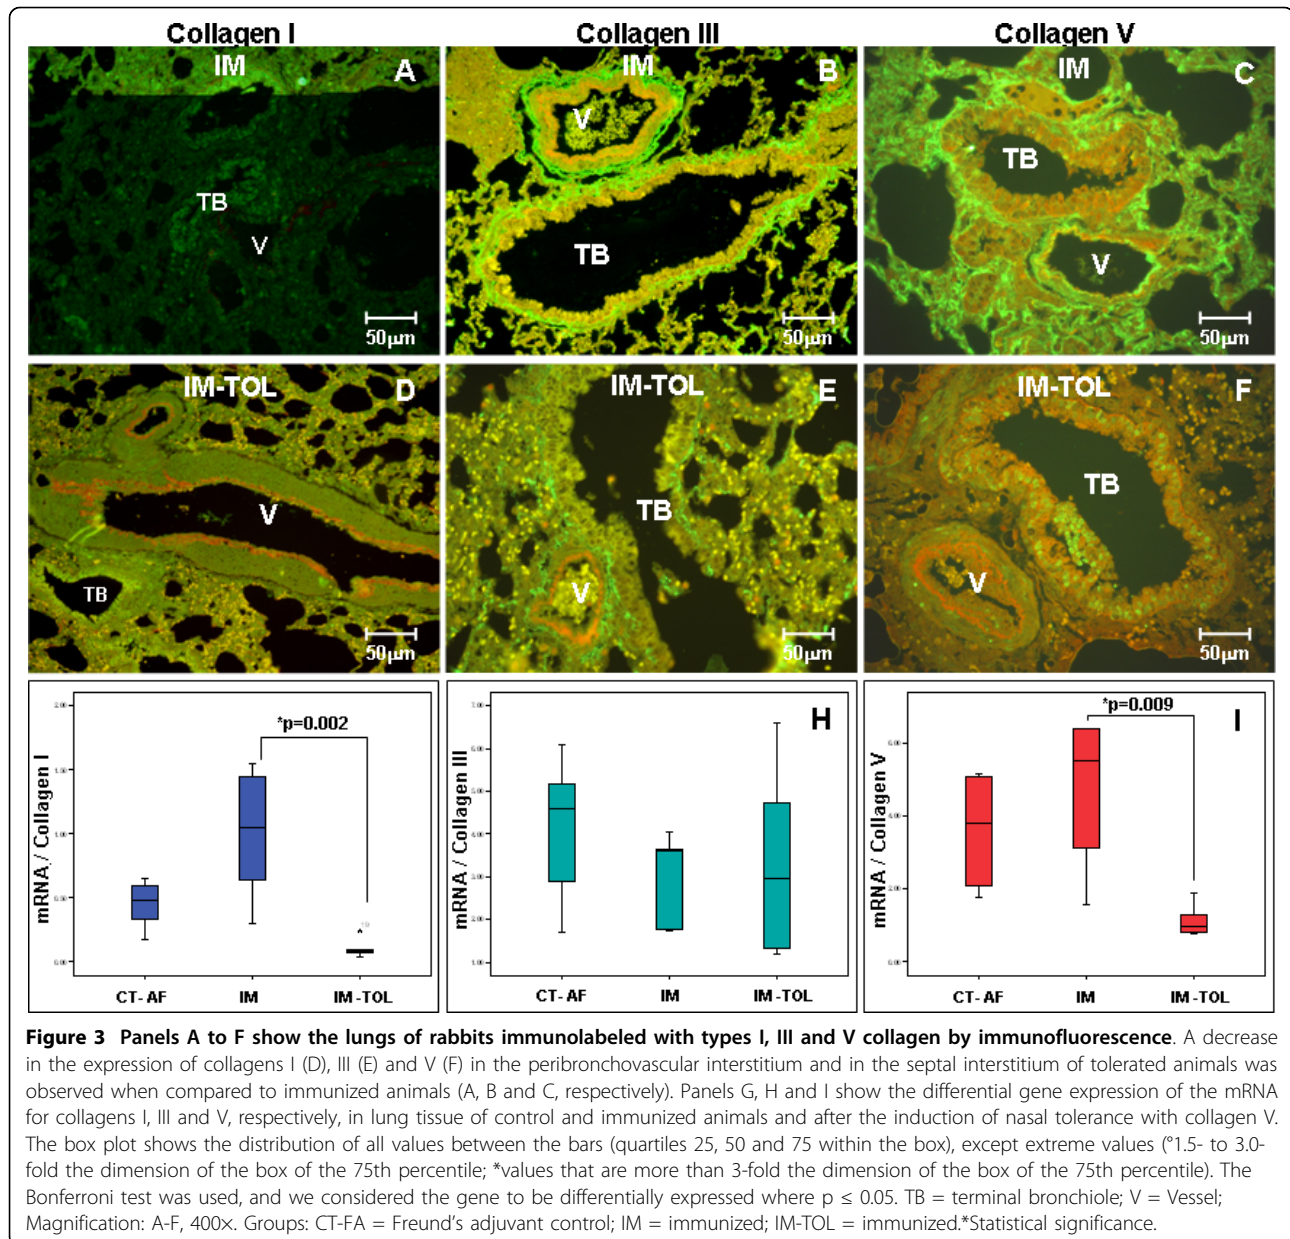 Collagen I
Collagen III
Collagen V
IM
A
TB
V
50µm
IM
B
V
TB
50µm
IM
C
TB
V
50µm
IM-TOL
D
V
TB
50µm
IM-TOL
E
TB
V
50µm
IM-TOL
F
TB
V
50µm
mRNA / Collagen I
2.00
*p=0.002
*
CT- AF
IM
IM -TOL
mRNA / Collagen III
H
7.00
2.00
1.00
CT- AF
IM
IM -TOL
mRNA / Collagen V
*p=0.009
I
CT- AF
IM
IM -TOL
Figure 3 Panels A to F show the lungs of rabbits immunolabeled with types I, III and V collagen by immunofluorescence. A decrease
in the expression of collagens I (D), III (E) and V (F) in the peribronchovascular interstitium and in the septal interstitium of tolerated animals was
observed when compared to immunized animals (A, B and C, respectively). Panels G, H and I show the differential gene expression of the mRNA
for collagens I, III and V, respectively, in lung tissue of control and immunized animals and after the induction of nasal tolerance with collagen V.
The box plot shows the distribution of all values between the bars (quartiles 25, 50 and 75 within the box), except extreme values (°1.5- to 3.0-
fold the dimension of the box of the 75th percentile; *values that are more than 3-fold the dimension of the box of the 75th percentile). The
Bonferroni test was used, and we considered the gene to be differentially expressed where p ≤ 0.05. TB = terminal bronchiole; V = Vessel;
Magnification: A-F, 400×. Groups: CT-FA = Freund's adjuvant control; IM = immunized; IM-TOL = immunized.*Statistical significance.